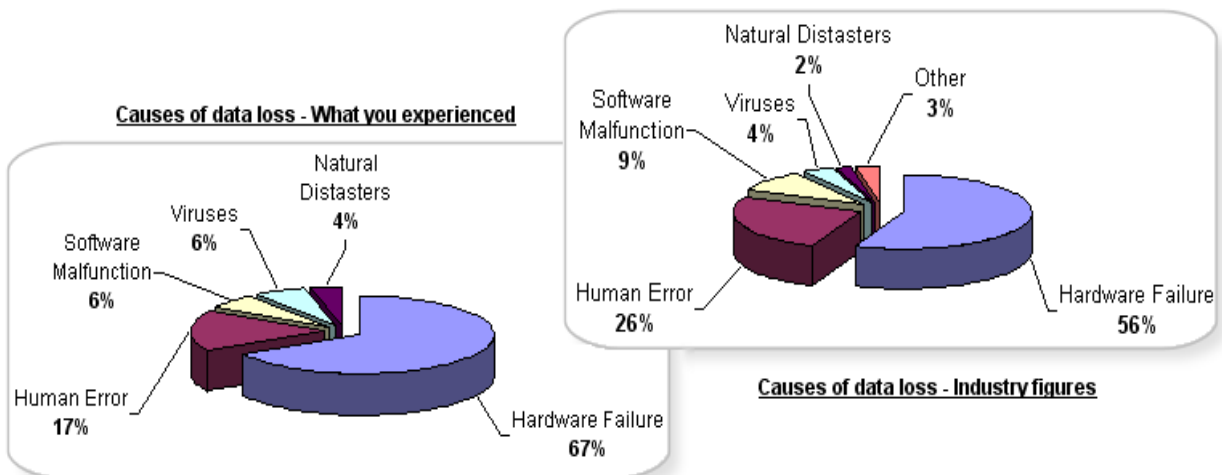 Causes of data loss - What you experienced
Natural
Distasters
4%
Viruses
6%
Software
Malfunction
6%
Human Error
17%
Hardware Failure
67%
Natural Distasters
2%
Other
3%
Viruses
4%
Software
Malfunction
9%
Human Error
26%
Hardware Failure
56%
Causes of data loss - Industry figures